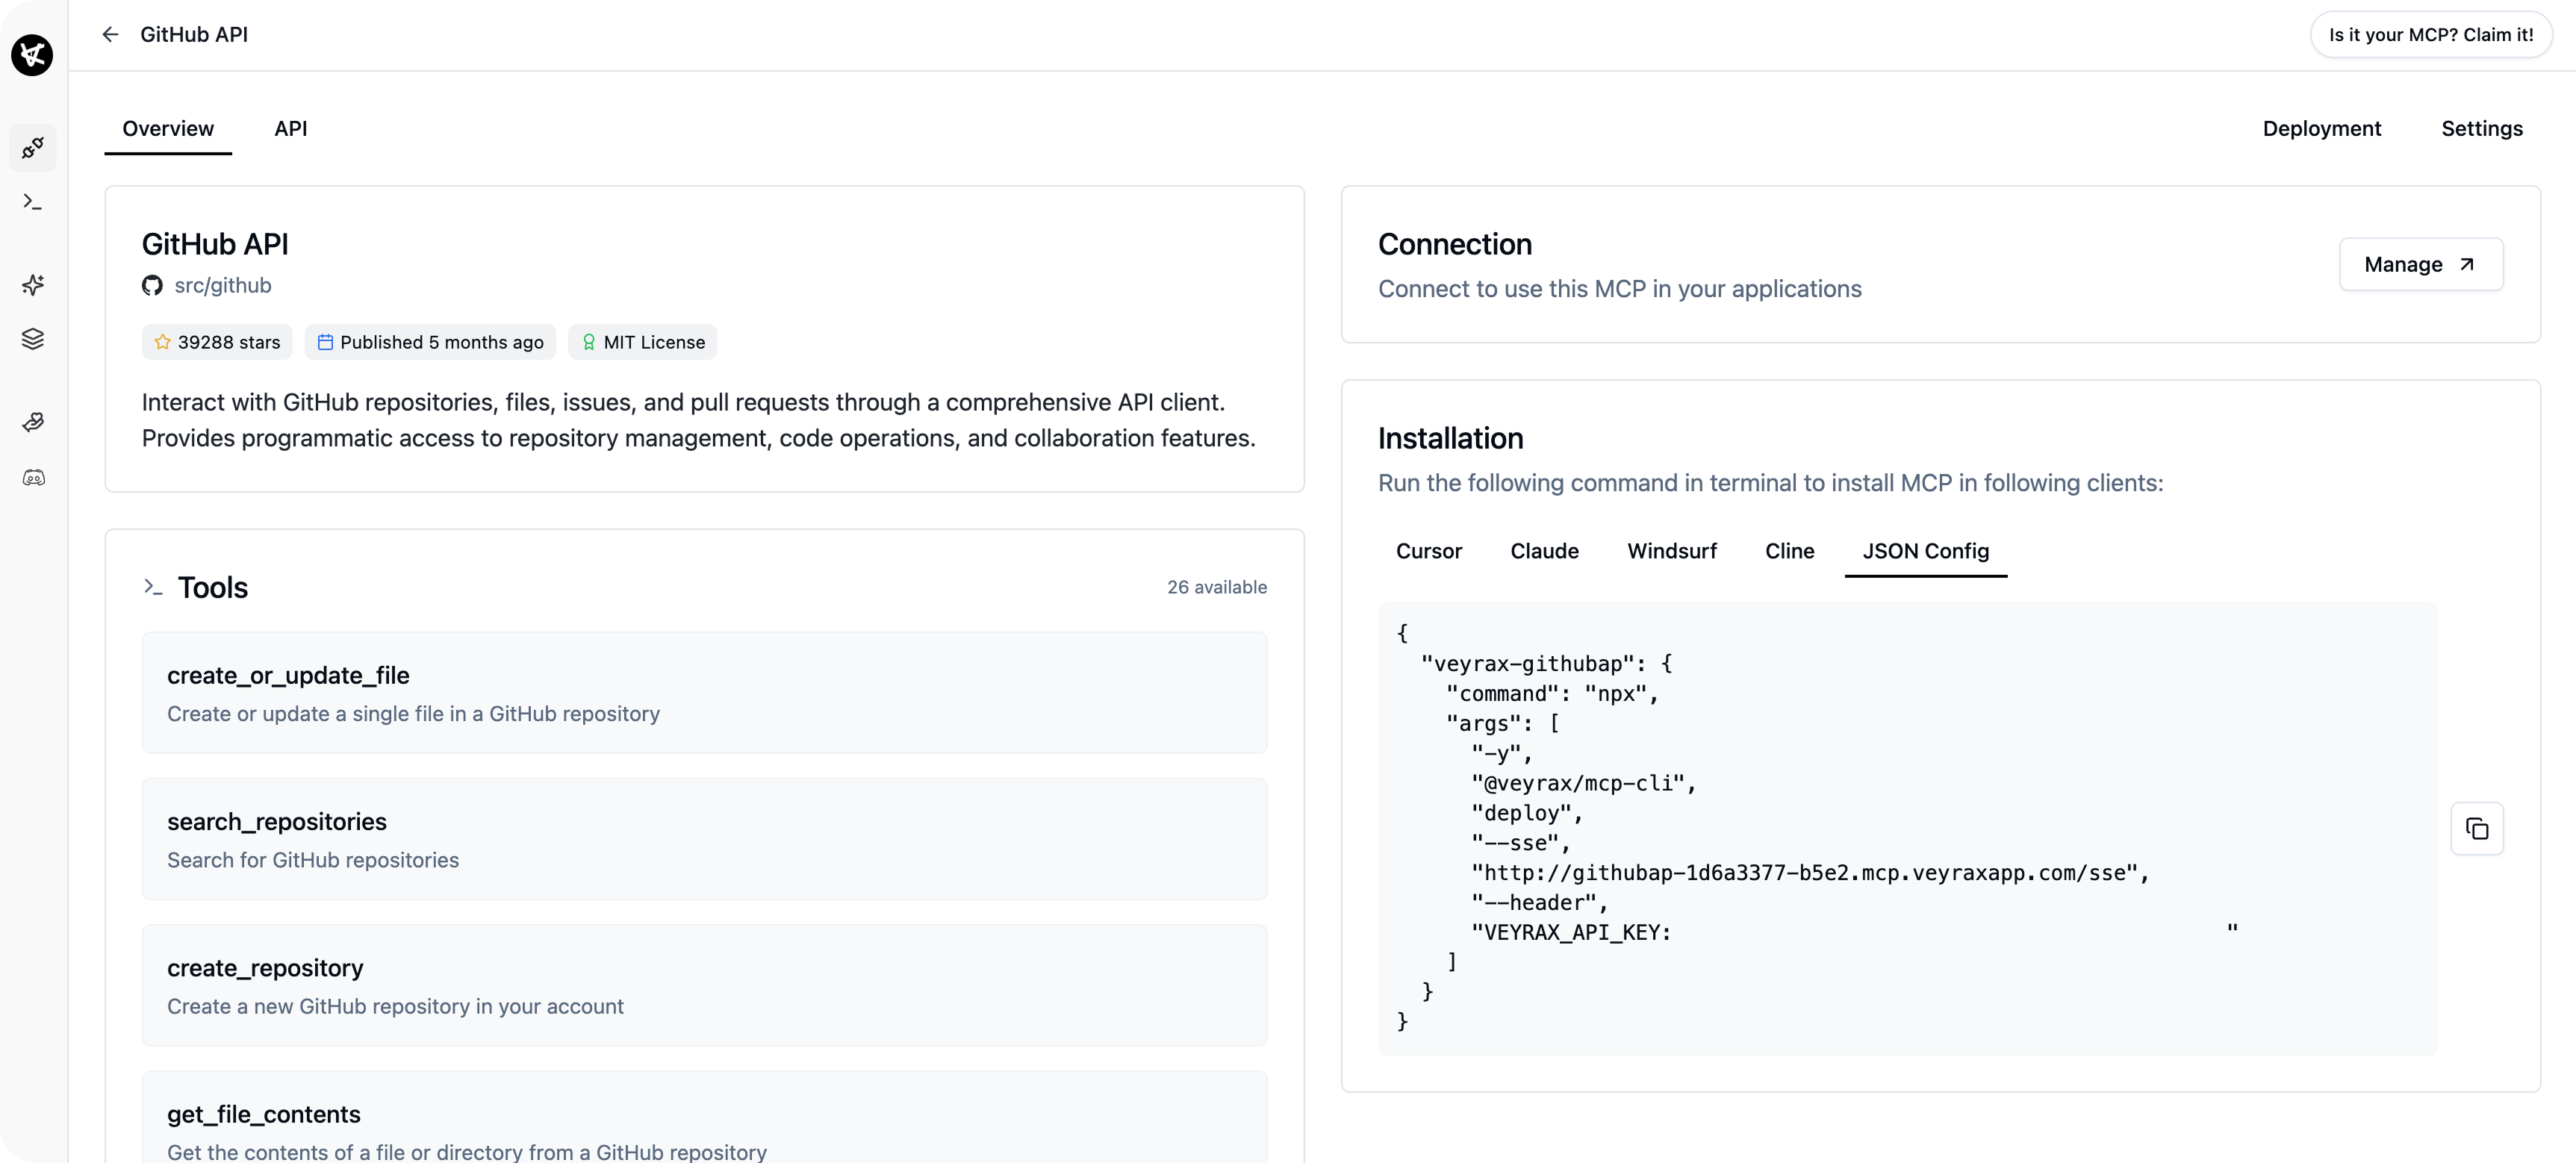 GitHub API
Is it your MCP? Claim it!
Overview
API
Deployment
Settings
GitHub API
src/github
39288 stars
Published 5 months ago
MIT License
Interact with GitHub repositories, files, issues, and pull requests through a comprehensive API client.
Provides programmatic access to repository management, code operations, and collaboration features.
Tools
26 available
create_or_update_file
Create or update a single file in a GitHub repository
search_repositories
Search for GitHub repositories
create_repository
Create a new GitHub repository in your account
get_file_contents
Get the contents of a file or directory from a GitHub repository
Connection
Connect to use this MCP in your applications
Manage
Installation
Run the following command in terminal to install MCP in following clients:
Cursor
Claude
Windsurf
Cline
JSON Config
{
"veyrax-githubap": {
"command": "npx",
"args": [
"-y",
"@veyrax/mcp-cli",
"deploy",
"--sse",
"http://githubap-1d6a3377-b5e2.mcp.veyraxapp.com/sse",
"--header",
"VEYRAX_API_KEY: "
]
}
}